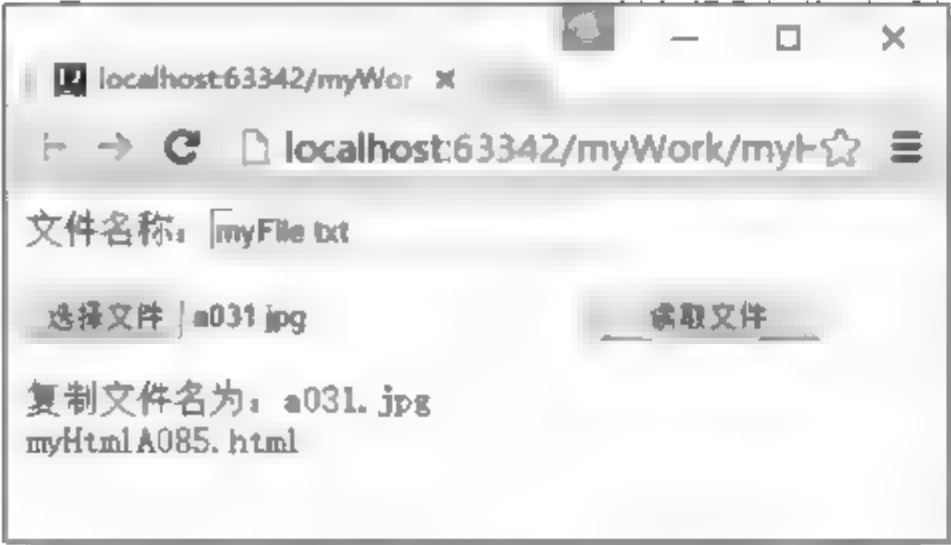 localhost:63342/myWor
localhost:63342/myWork/myH
文件名称: myFile txt
选择文件 a031 jpg 读取文件
复制文件名为: a031. jpg
myHtmlA085. html